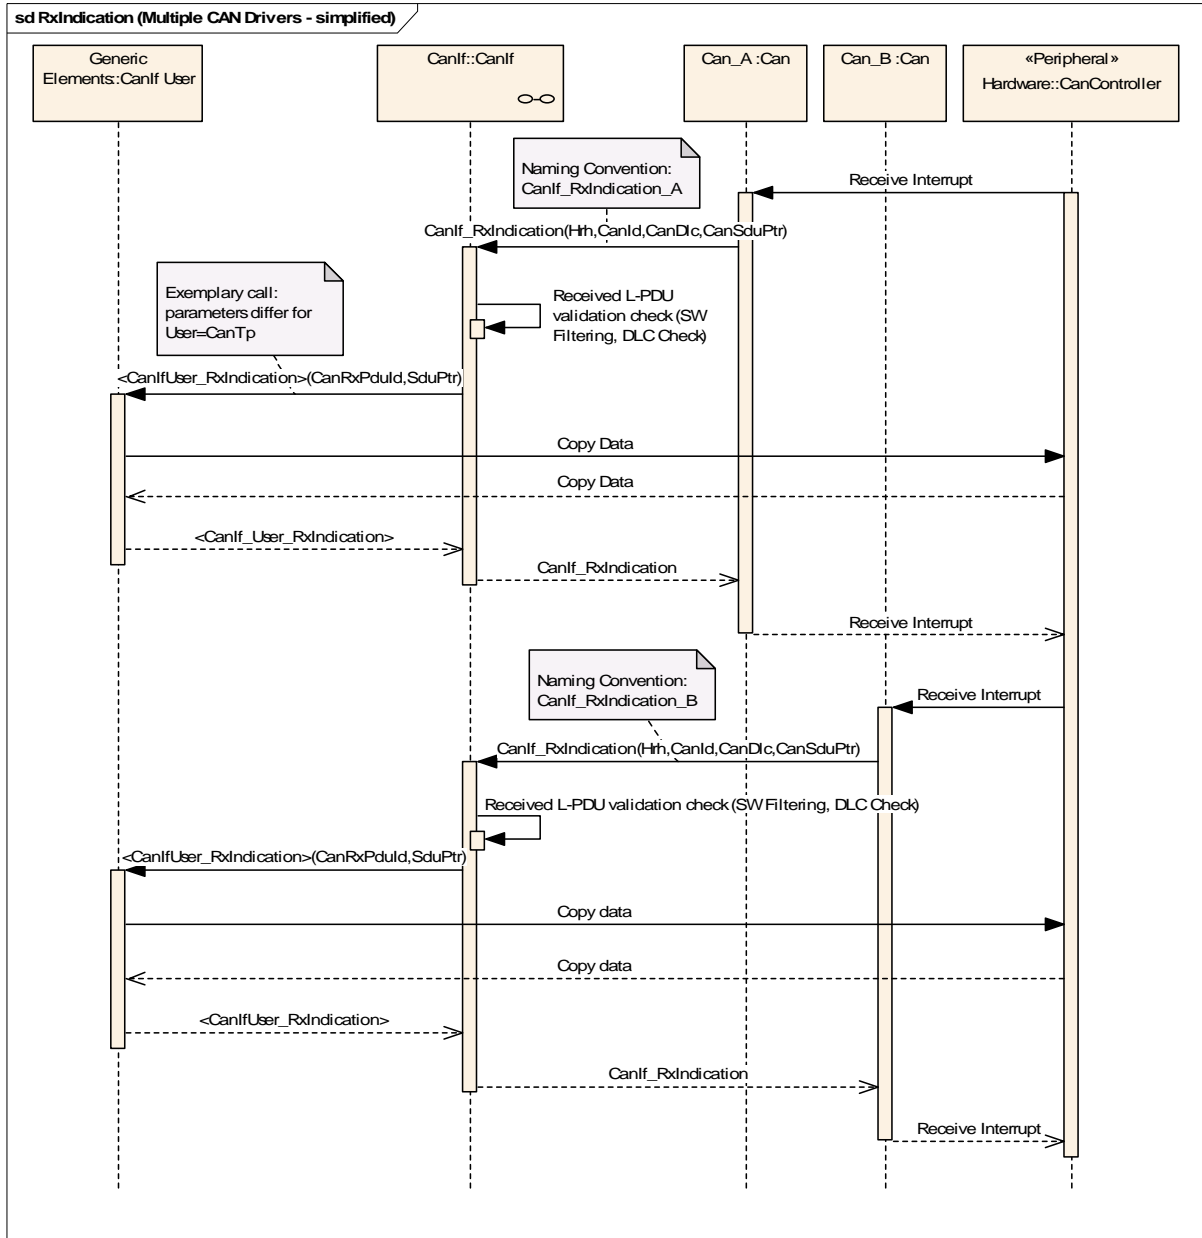 sd RxIndication (Multiple CAN Drivers - simplified)
Generic
Elements::CanIf User
CanIf::CanIf
Can_A :Can
Can_B :Can
«Peripheral»
Hardware::CanController
Naming Convention:
CanIf_RxIndication_A
Receive Interrupt
CanIf_RxIndication(Hrh,CanId,CanDlc,CanSduPtr)
Exemplary call:
parameters differ for
User=CanTp
Received L-PDU
validation check (SW
Filtering, DLC Check)
<CanIfUser_RxIndication>(CanRxPduId,SduPtr)
Copy Data
Copy Data
<CanIf_User_RxIndication>
CanIf_RxIndication
Receive Interrupt
Naming Convention:
CanIf_RxIndication_B
Receive Interrupt
CanIf_RxIndication(Hrh,CanId,CanDlc,CanSduPtr)
Received L-PDU validation check (SW Filtering, DLC Check)
<CanIfUser_RxIndication>(CanRxPduId,SduPtr)
Copy data
Copy data
<CanIfUser_RxIndication>
CanIf_RxIndication
Receive Interrupt